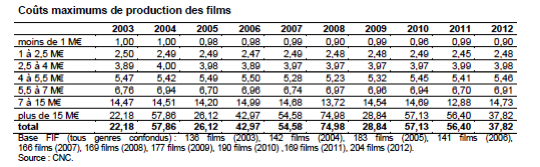 Coûts maximums de production des films
2003 2004 2005 2006 2007 2008 2009 2010 2011 2012
moins de 1 M€ 1,00 1,00 0,98 0,98 0,99 0,99 0,90 0,96 0,99 0,90
1 à 2,5 M€ 2,50 2,49 2,49 2,47 2,49 2,48 2,48 2,49 2,45 2,48
2,5 à 4 M€ 3,89 4,00 3,98 3,89 3,97 3,97 3,97 3,97 3,99 3,98
4 à 5,5 M€ 5,47 5,42 5,49 5,50 5,28 5,23 5,32 5,45 5,41 5,46
5,5 à 7 M€ 6,76 6,94 6,70 6,96 6,74 6,97 6,96 6,94 6,70 6,91
7 à 15 M€ 14,47 14,51 14,20 14,99 14,68 13,72 14,54 14,69 12,88 14,73
plus de 15 M€ 22,18 57,86 26,12 42,97 54,58 74,98 28,84 57,13 56,40 37,82
total 22,18 57,86 26,12 42,97 54,58 74,98 28,84 57,13 56,40 37,82
Base FIF (tous genres confondus) : 136 films (2003), 142 films (2004), 183 films (2005), 141 films (2006),
166 films (2007), 169 films (2008), 177 films (2009), 190 films (2010) ,169 films (2011), 204 films (2012).
Source : CNC.